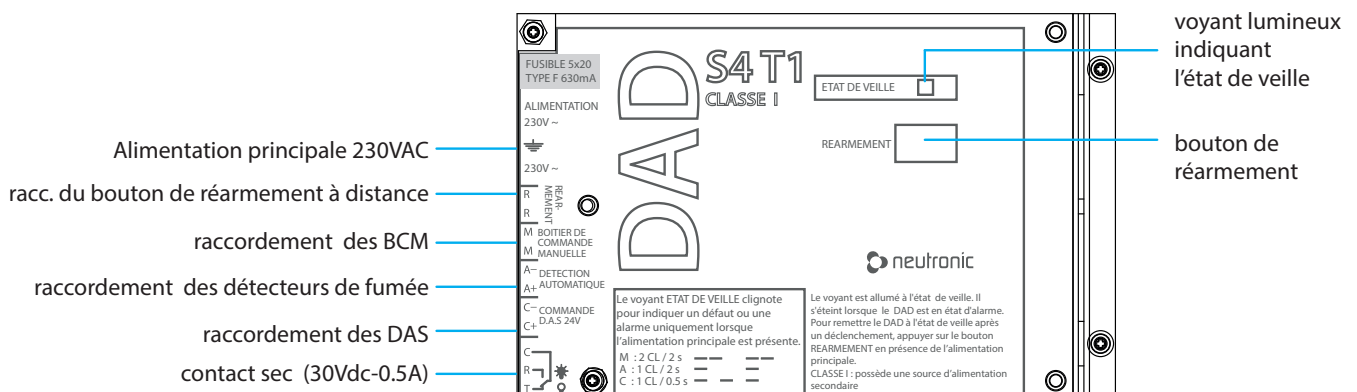 voyant lumineux
indiquant
l'état de veille
bouton de
réarmement
Alimentation principale 230VAC
racc. du bouton de réarmement à distance
raccordement des BCM
raccordement des détecteurs de fumée
raccordement des DAS
contact sec (30Vdc-0.5A)
FUSIBLE 5x20
TYPE F 630mA
ALIMENTATION
230V ~
230V ~
R
R
REAR-
MEMENT
M
M
BOITIER DE
COMMANDE
MANUELLE
A–
A+
DETECTION
AUTOMATIQUE
C–
C+
COMMANDE
D.A.S 24V
C
R
T
DAD
S4 T1
CLASSE I
ETAT DE VEILLE
REARMEMENT
neutronic
Le voyant ETAT DE VEILLE clignote
pour indiquer un défaut ou une
alarme uniquement lorsque
l'alimentation principale est présente.
M : 2 CL / 2 s
A : 1 CL / 2 s
C : 1 CL / 0.5 s
Le voyant est allumé à l'état de veille. Il
s'éteint lorsque le DAD est en état d'alarme.
Pour remettre le DAD à l'état de veille après
un déclenchement, appuyer sur le bouton
REARMEMENT en présence de l'alimentation
principale.
CLASSE I : possède une source d'alimentation
secondaire